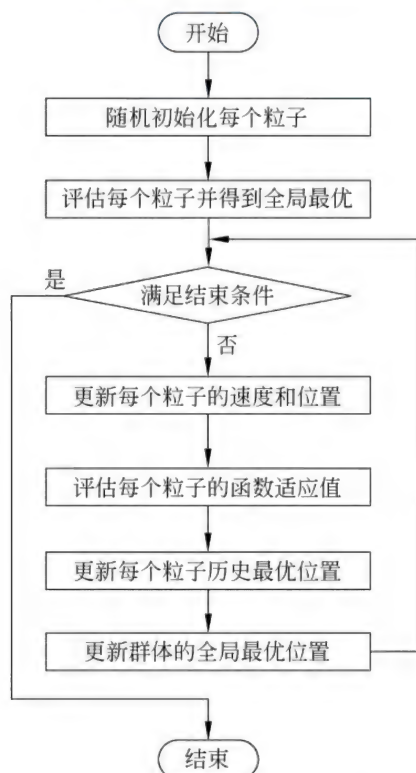 开始
随机初始化每个粒子
评估每个粒子并得到全局最优
是
满足结束条件
否
更新每个粒子的速度和位置
评估每个粒子的函数适应值
更新每个粒子历史最优位置
更新群体的全局最优位置
结束